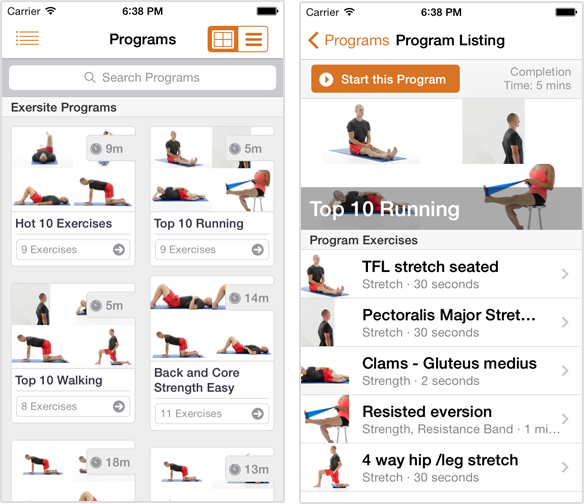 Carrier 6:38 PM
Programs
Search Programs
Exersite Programs
9m
Hot 10 Exercises
9 Exercises
5m
Top 10 Running
9 Exercises
5m
Top 10 Walking
8 Exercises
14m
Back and Core
Strength Easy
11 Exercises
18m
13m
Carrier 6:38 PM
Programs Program Listing
Start this Program
Completion
Time: 5 mins
Top 10 Running
Program Exercises
TFL stretch seated
Stretch · 30 seconds
Pectoralis Major Stret...
Stretch · 30 seconds
Clams - Gluteus medius
Strength · 2 seconds
Resisted eversion
Strength, Resistance Band · 1 mi...
4 way hip /leg stretch
Stretch · 30 seconds